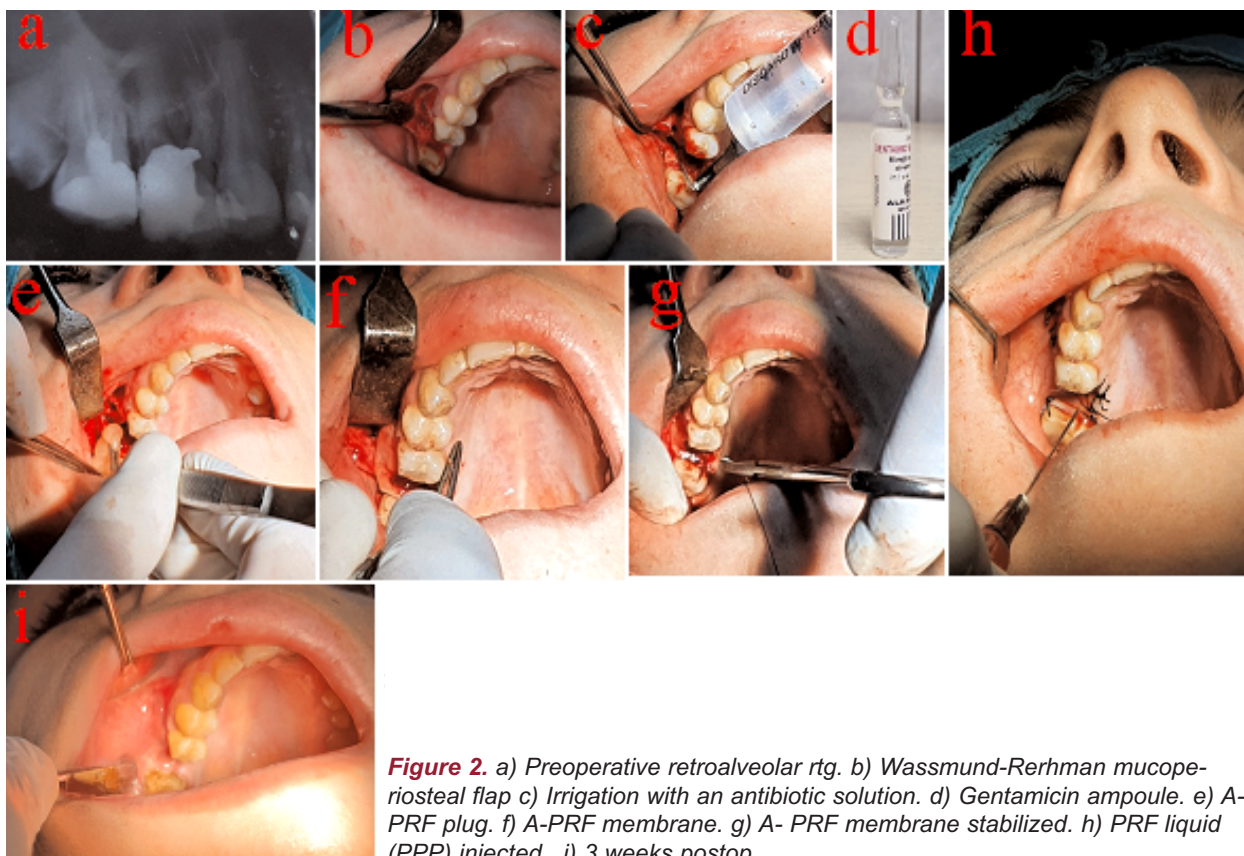 a
b
c
d
h
DISCARDIT
e
f
g
i
Figure 2. a) Preoperative retroalveolar rtg. b) Wassmund-Rerhman mucope-
riosteal flap c) Irrigation with an antibiotic solution. d) Gentamicin ampoule. e) A-
PRF plug. f) A-PRF membrane. g) A- PRF membrane stabilized. h) PRF liquid
(PPP) injected. i) 3 weeks postop